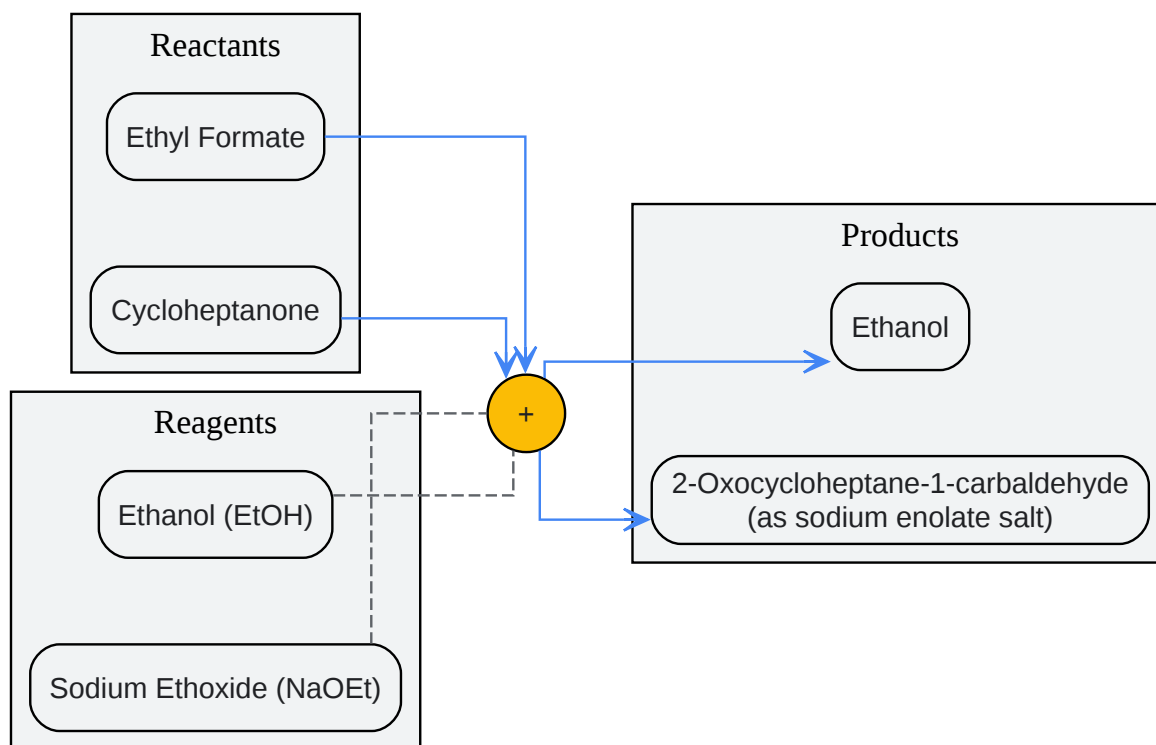 Reactants
Ethyl Formate
Cycloheptanone
Reagents
Ethanol (EtOH)
Sodium Ethoxide (NaOEt)
+
Products
Ethanol
2-Oxocycloheptane-1-carbaldehyde
(as sodium enolate salt)